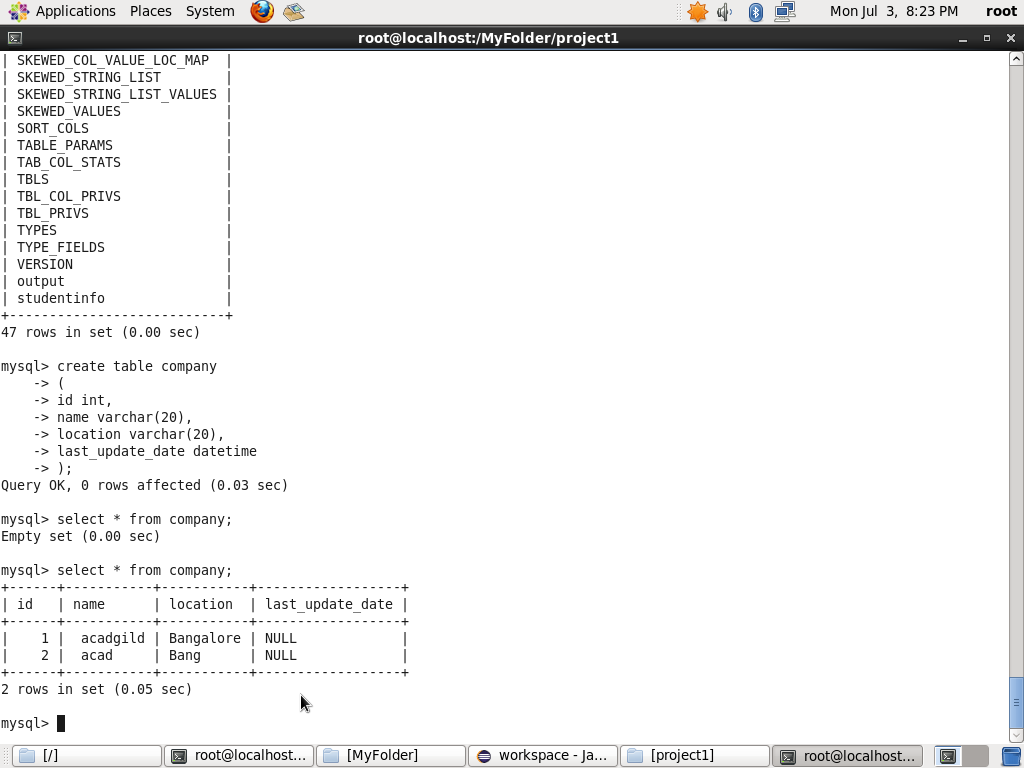 Applications Places System Mon Jul 3, 8:23 PM root
root@localhost:/MyFolder/project1
| SKEWED_COL_VALUE_LOC_MAP  |
| SKEWED_STRING_LIST        |
| SKEWED_STRING_LIST_VALUES |
| SKEWED_VALUES             |
| SORT_COLS                 |
| TABLE_PARAMS              |
| TAB_COL_STATS             |
| TBLS                      |
| TBL_COL_PRIVS             |
| TBL_PRIVS                 |
| TYPES                     |
| TYPE_FIELDS               |
| VERSION                   |
| output                    |
| studentinfo               |
+---------------------------+
47 rows in set (0.00 sec)
mysql> create table company
    -> (
    -> id int,
    -> name varchar(20),
    -> location varchar(20),
    -> last_update_date datetime
    -> );
Query OK, 0 rows affected (0.03 sec)
mysql> select * from company;
Empty set (0.00 sec)
mysql> select * from company;
+------+-----------+-----------+------------------+
| id   | name      | location  | last_update_date |
+------+-----------+-----------+------------------+
|    1 |  acadgild | Bangalore | NULL             |
|    2 |  acad     | Bang      | NULL             |
+------+-----------+-----------+------------------+
2 rows in set (0.05 sec)
mysql>
[/] root@localhost... [MyFolder] workspace - Ja... [project1] root@localhost...